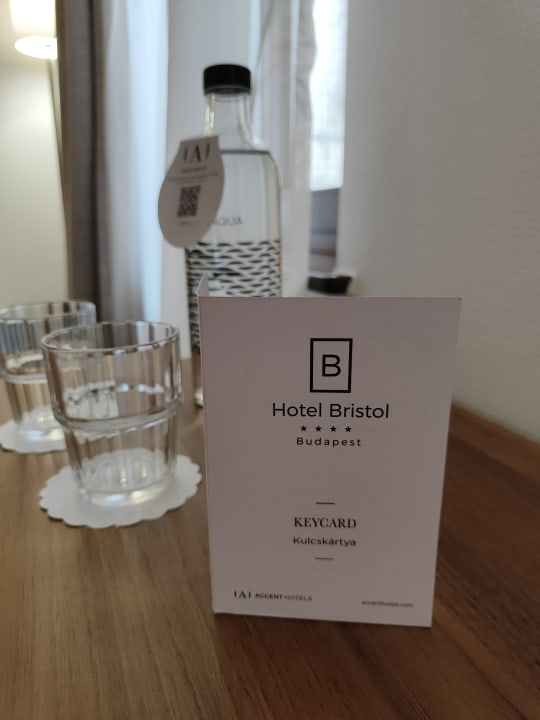 (A)
AQUA
B
Hotel Bristol
★ ★ ★ ★
Budapest
KEYCARD
Kulcskártya
(A) ACCENT HOTELS
accenthotels.com